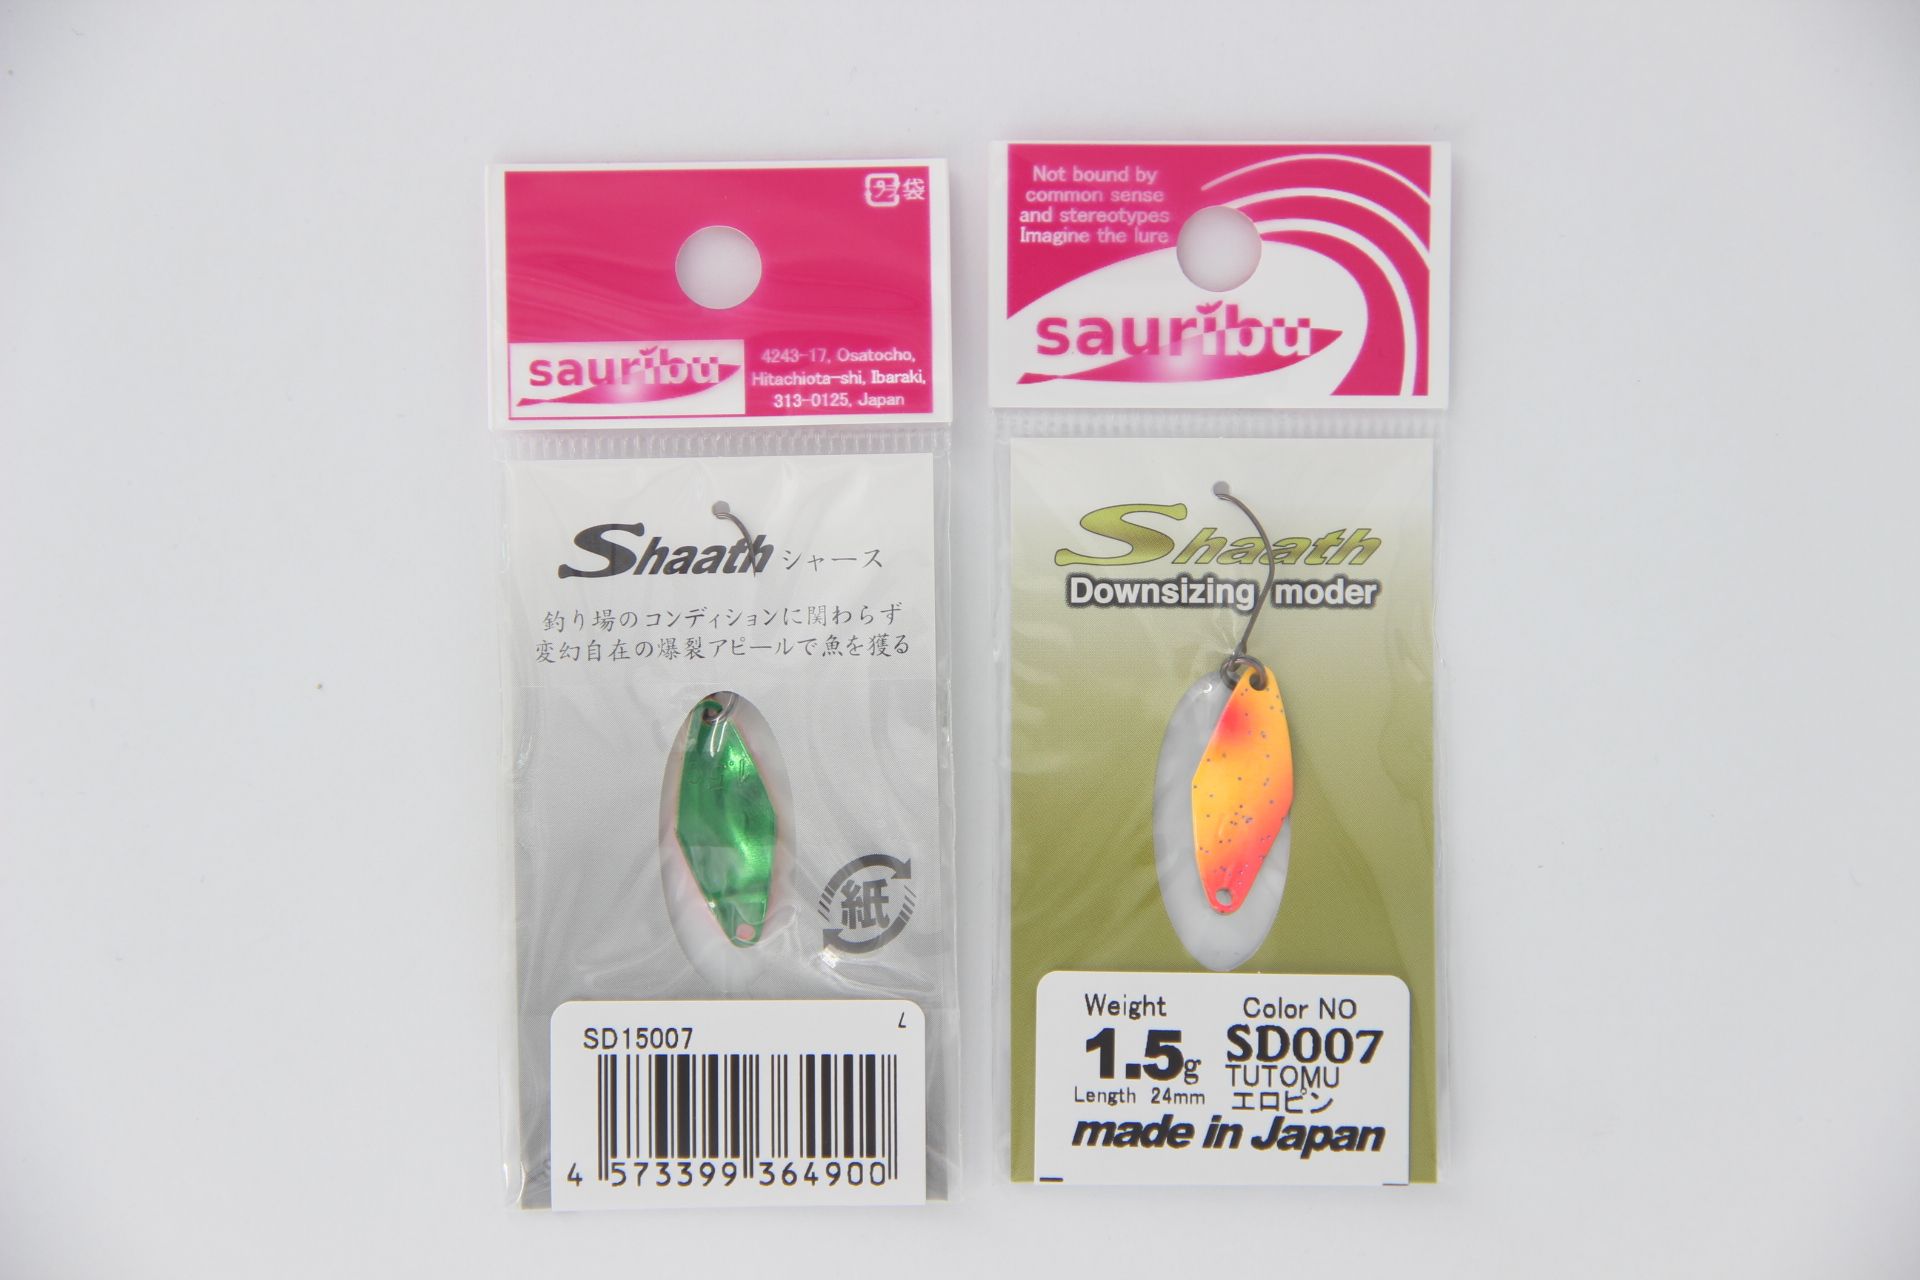 プラ 袋
sauribu
4243-17, Osatocho,
Hitachiota-shi, Ibaraki,
313-0125, Japan
Shaath シャース
釣り場のコンディションに関わらず
変幻自在の爆裂アピールで魚を獲る
紙
SD15007
L
4 573399 364900
Not bound by
common sense
and stereotypes
Imagine the lure
sauribu
Shaath
Downsizing moder
Weight
1.5g
Length 24mm
Color NO
SD007
TUTOMU
エロピン
made in Japan